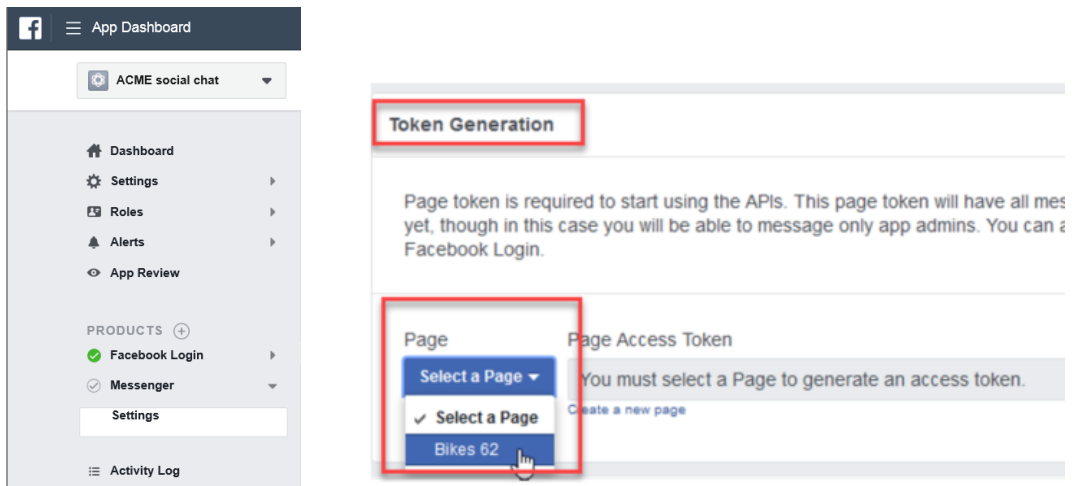 App Dashboard
ACME social chat
Dashboard
Settings
Roles
Alerts
App Review
PRODUCTS
Facebook Login
Messenger
Settings
Activity Log
Token Generation
Page token is required to start using the APIs. This page token will have all
yet, though in this case you will be able to message only app admins. You can
Facebook Login.
Page
Page Access Token
Select a Page
You must select a Page to generate an access token.
Create a new page
Select a Page
Bikes 62